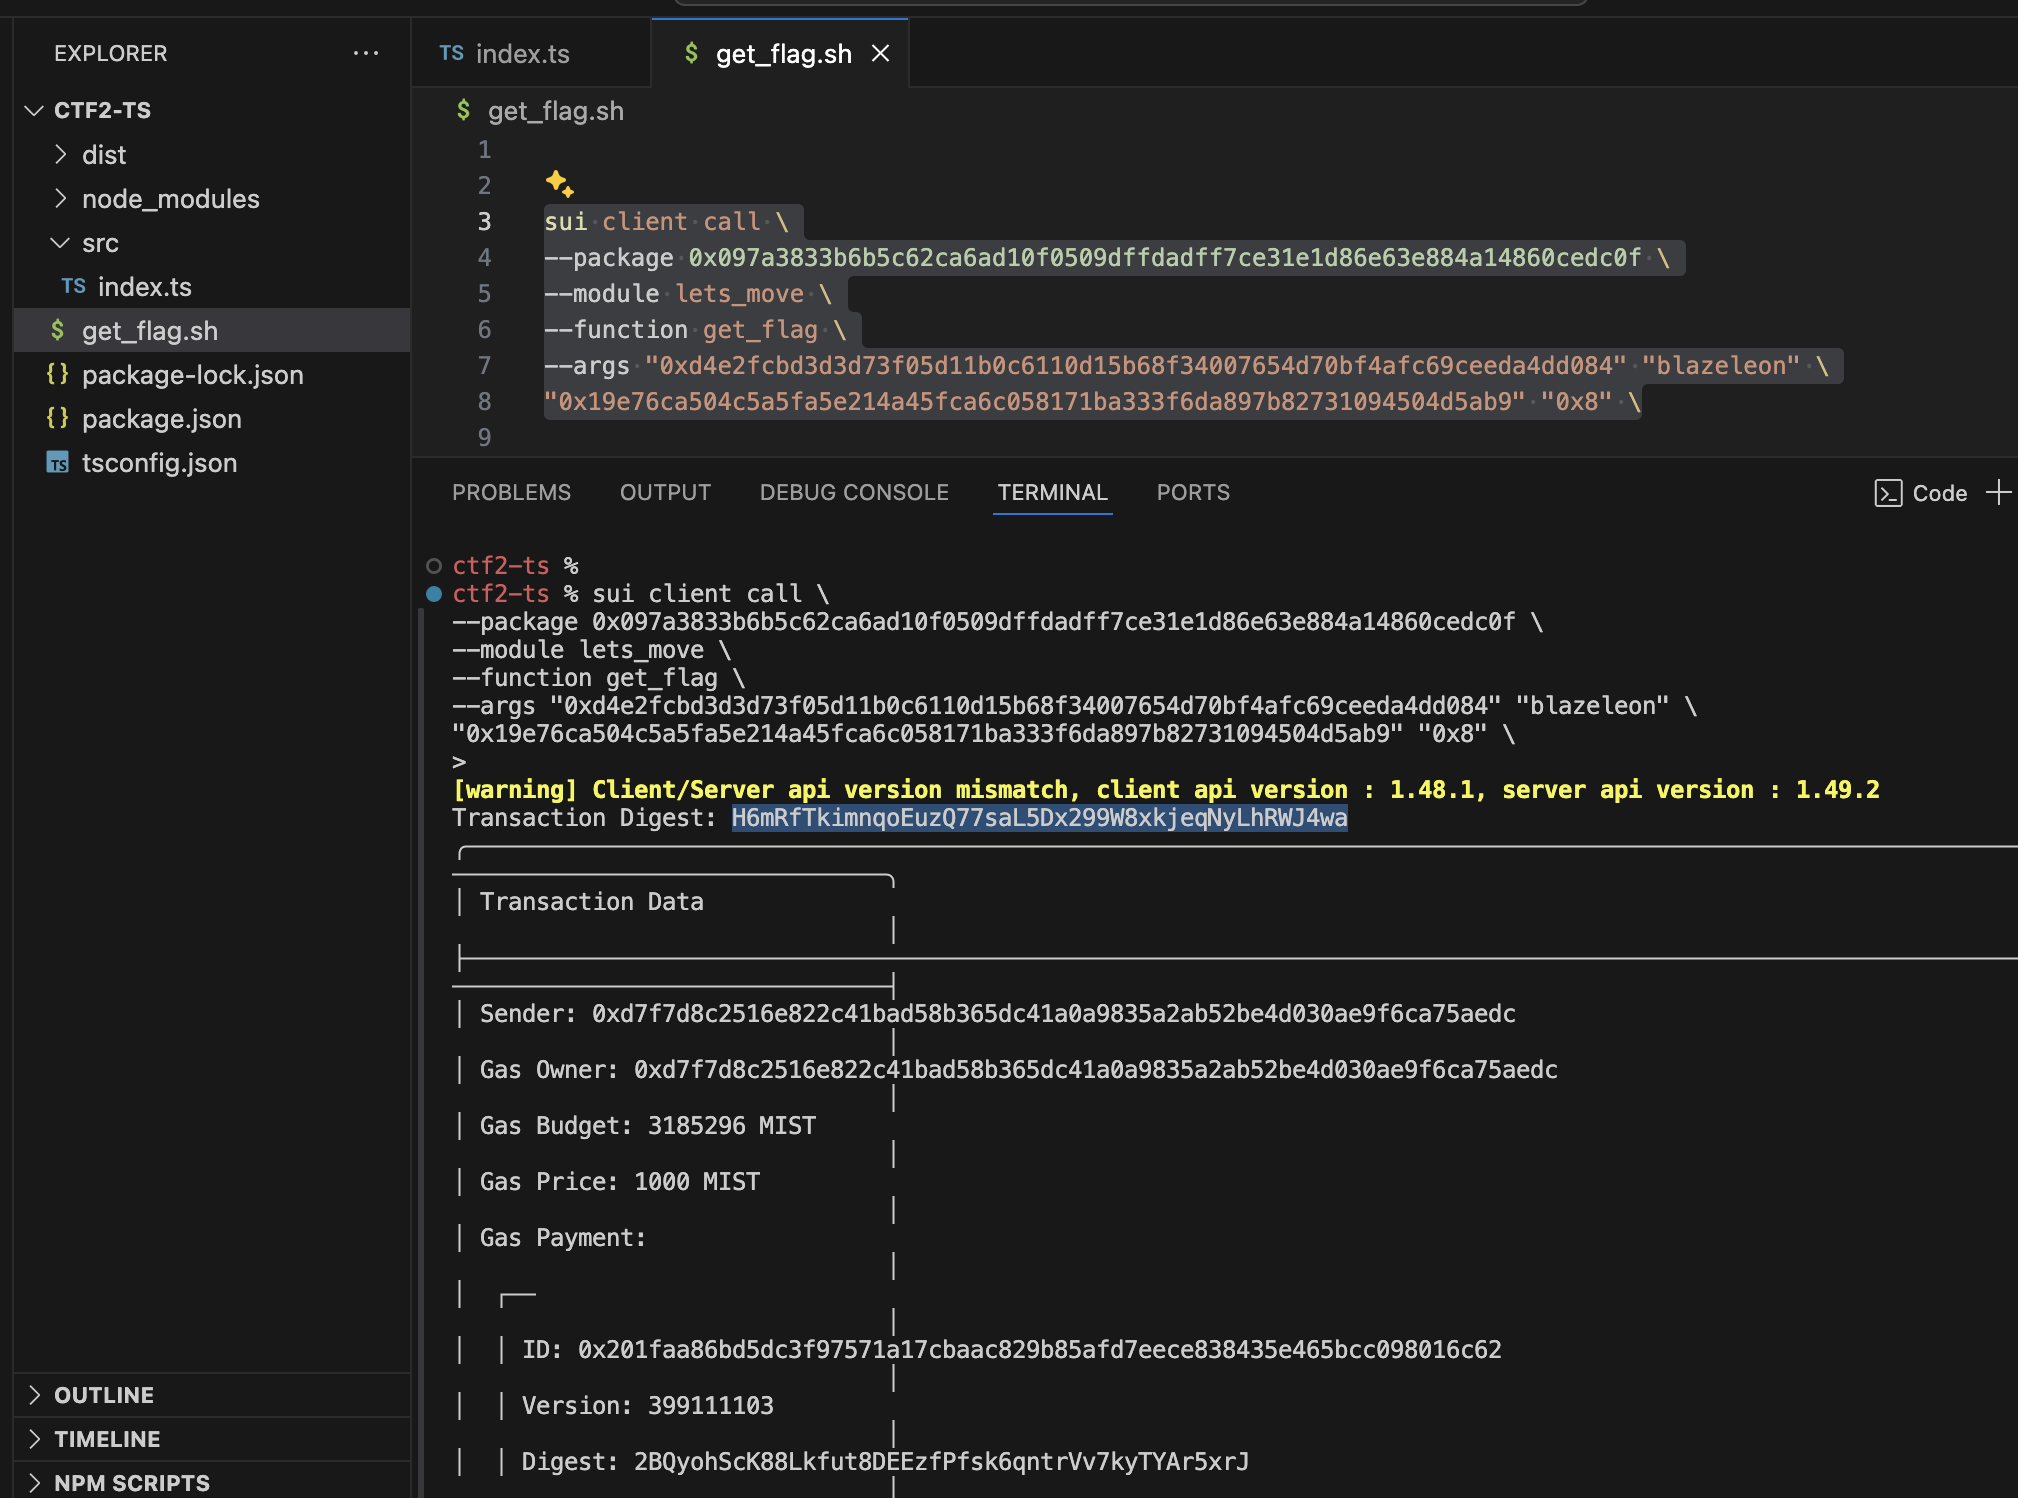 EXPLORER
CTF2-TS
dist
node_modules
src
TS index.ts
$ get_flag.sh
{} package-lock.json
{} package.json
TS tsconfig.json
OUTLINE
TIMELINE
NPM SCRIPTS
TS index.ts
$ get_flag.sh
$ get_flag.sh
1
2
3 sui client call \
4 --package 0x097a3833b6b5c62ca6ad10f0509dffdadff7ce31e1d86e63e884a14860cedc0f \
5 --module lets_move \
6 --function get_flag \
7 --args "0xd4e2fcbd3d3d73f05d11b0c6110d15b68f34007654d70bf4afc69ceeda4dd084" "blazeleon" \
8 "0x19e76ca504c5a5fa5e214a45fca6c058171ba333f6da897b82731094504d5ab9" "0x8" \
9
PROBLEMS OUTPUT DEBUG CONSOLE TERMINAL PORTS Code
ctf2-ts %
ctf2-ts % sui client call \
--package 0x097a3833b6b5c62ca6ad10f0509dffdadff7ce31e1d86e63e884a14860cedc0f \
--module lets_move \
--function get_flag \
--args "0xd4e2fcbd3d3d73f05d11b0c6110d15b68f34007654d70bf4afc69ceeda4dd084" "blazeleon" \
"0x19e76ca504c5a5fa5e214a45fca6c058171ba333f6da897b82731094504d5ab9" "0x8" \
>
[warning] Client/Server api version mismatch, client api version : 1.48.1, server api version : 1.49.2
Transaction Digest: H6mRfTkimnqoEuzQ77saL5Dx299W8xkjeqNyLhRWJ4wa
Transaction Data
Sender: 0xd7f7d8c2516e822c41bad58b365dc41a0a9835a2ab52be4d030ae9f6ca75aedc
Gas Owner: 0xd7f7d8c2516e822c41bad58b365dc41a0a9835a2ab52be4d030ae9f6ca75aedc
Gas Budget: 3185296 MIST
Gas Price: 1000 MIST
Gas Payment:
ID: 0x201faa86bd5dc3f97571a17cbaac829b85afd7eece838435e465bcc098016c62
Version: 399111103
Digest: 2BQyohScK88Lkfut8DEEzfPfsk6qntrVv7kyTYAr5xrJ